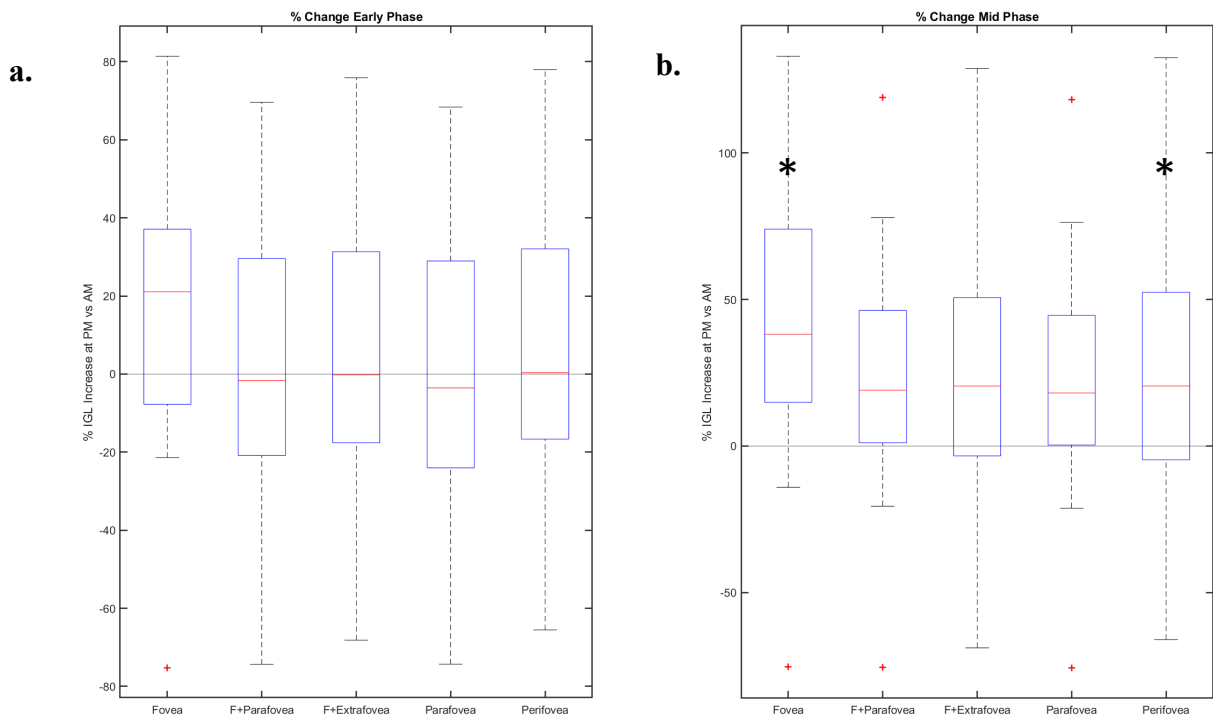 a.
% Change Early Phase
% IGL Increase at PM vs AM
80
60
40
20
0
-20
-40
-60
-80
Fovea
F+Parafovea
F+Extrafovea
Parafovea
Perifovea
b.
% Change Mid Phase
% IGL Increase at PM vs AM
100
50
0
-50
*
*
Fovea
F+Parafovea
F+Extrafovea
Parafovea
Perifovea